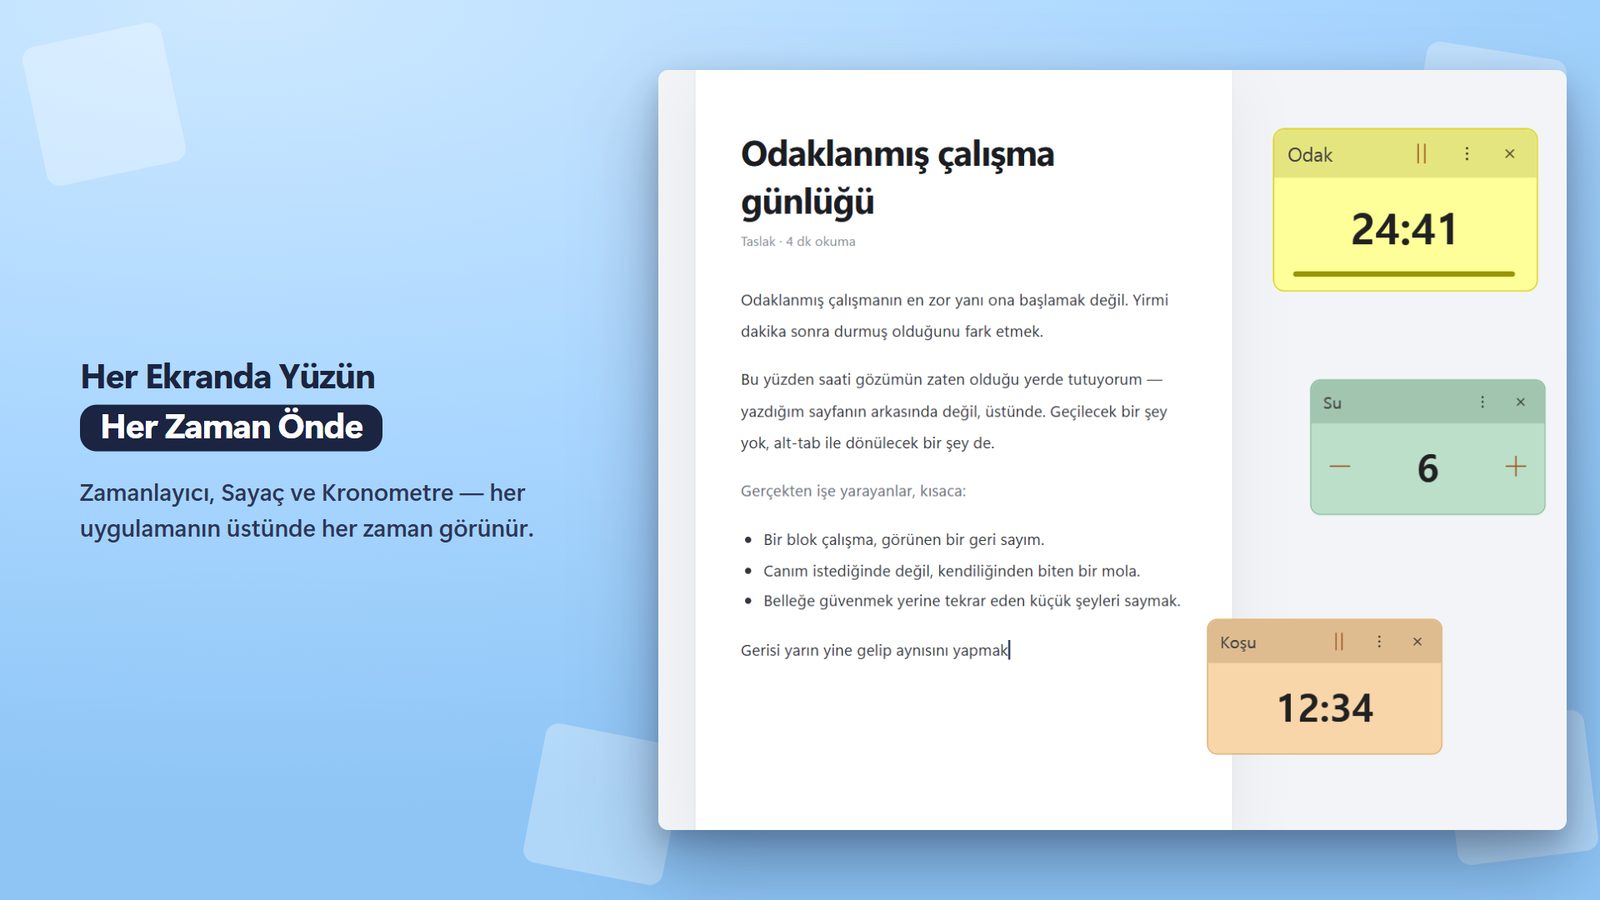 Her Ekranda Yüzün
Her Zaman Önde
Zamanlayıcı, Sayaç ve Kronometre — her
uygulamanın üstünde her zaman görünür.
Odaklanmış çalışma
günlüğü
Taslak · 4 dk okuma
Odaklanmış çalışmanın en zor yanı ona başlamak değil. Yirmi
dakika sonra durmuş olduğunu fark etmek.
Bu yüzden saati gözümün zaten olduğu yerde tutuyorum —
yazdığım sayfanın arkasında değil, üstünde. Geçilecek bir şey
yok, alt-tab ile dönülecek bir şey de.
Gerçekten işe yarayanlar, kısaca:
• Bir blok çalışma, görünen bir geri sayım.
• Canım istediğinde değil, kendiliğinden biten bir mola.
• Belleğe güvenmek yerine tekrar eden küçük şeyleri saymak.
Gerisi yarın yine gelip aynısını yapmak
Odak
24:41
Su
6
Koşu
12:34